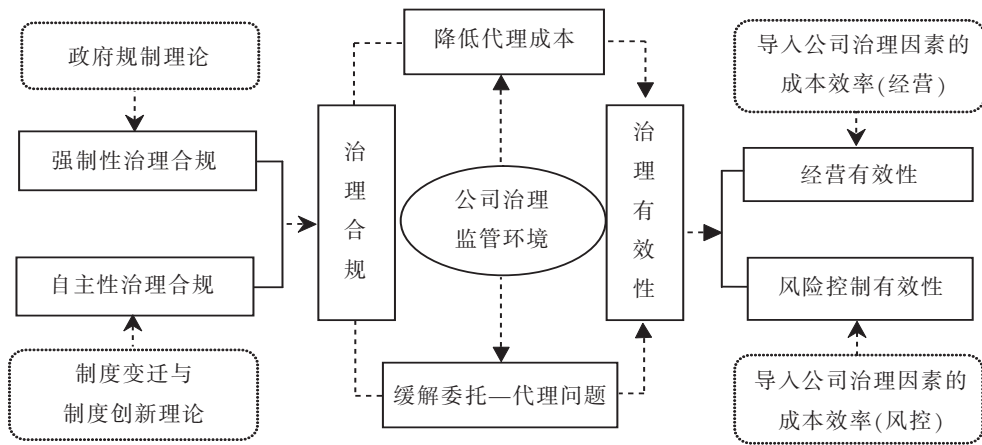 政府规制理论
强制性治理合规
自主性治理合规
制度变迁与
制度创新理论
治理合规
降低代理成本
公司治理
监管环境
缓解委托—代理问题
治理有效性
导入公司治理因素的
成本效率(经营)
经营有效性
风险控制有效性
导入公司治理因素的
成本效率(风控)